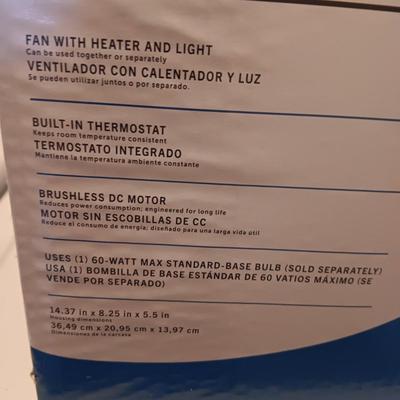 FAN WITH HEATER AND LIGHT
Can be used together or separately
VENTILADOR CON CALENTADOR Y LUZ
Se pueden utilizar juntos o por separado.
BUILT-IN THERMOSTAT
Keeps room temperature consistent
TERMOSTATO INTEGRADO
Mantiene la temperatura ambiente constante
BRUSHLESS DC MOTOR
Reduces power consumption; engineered for long life
MOTOR SIN ESCOBILLAS DE CC
Reduce el consumo de energía; diseñado para una larga vida útil
USES (1) 60-WATT MAX STANDARD-BASE BULB (SOLD SEPARATELY)
USA (1) BOMBILLA DE BASE ESTÁNDAR DE 60 VATIOS MÁXIMO (SE
VENDE POR SEPARADO)
14.37 in x 8.25 in x 5.5 in
Housing dimensions
36,49 cm x 20,95 cm x 13,97 cm
Dimensiones de la carcasa